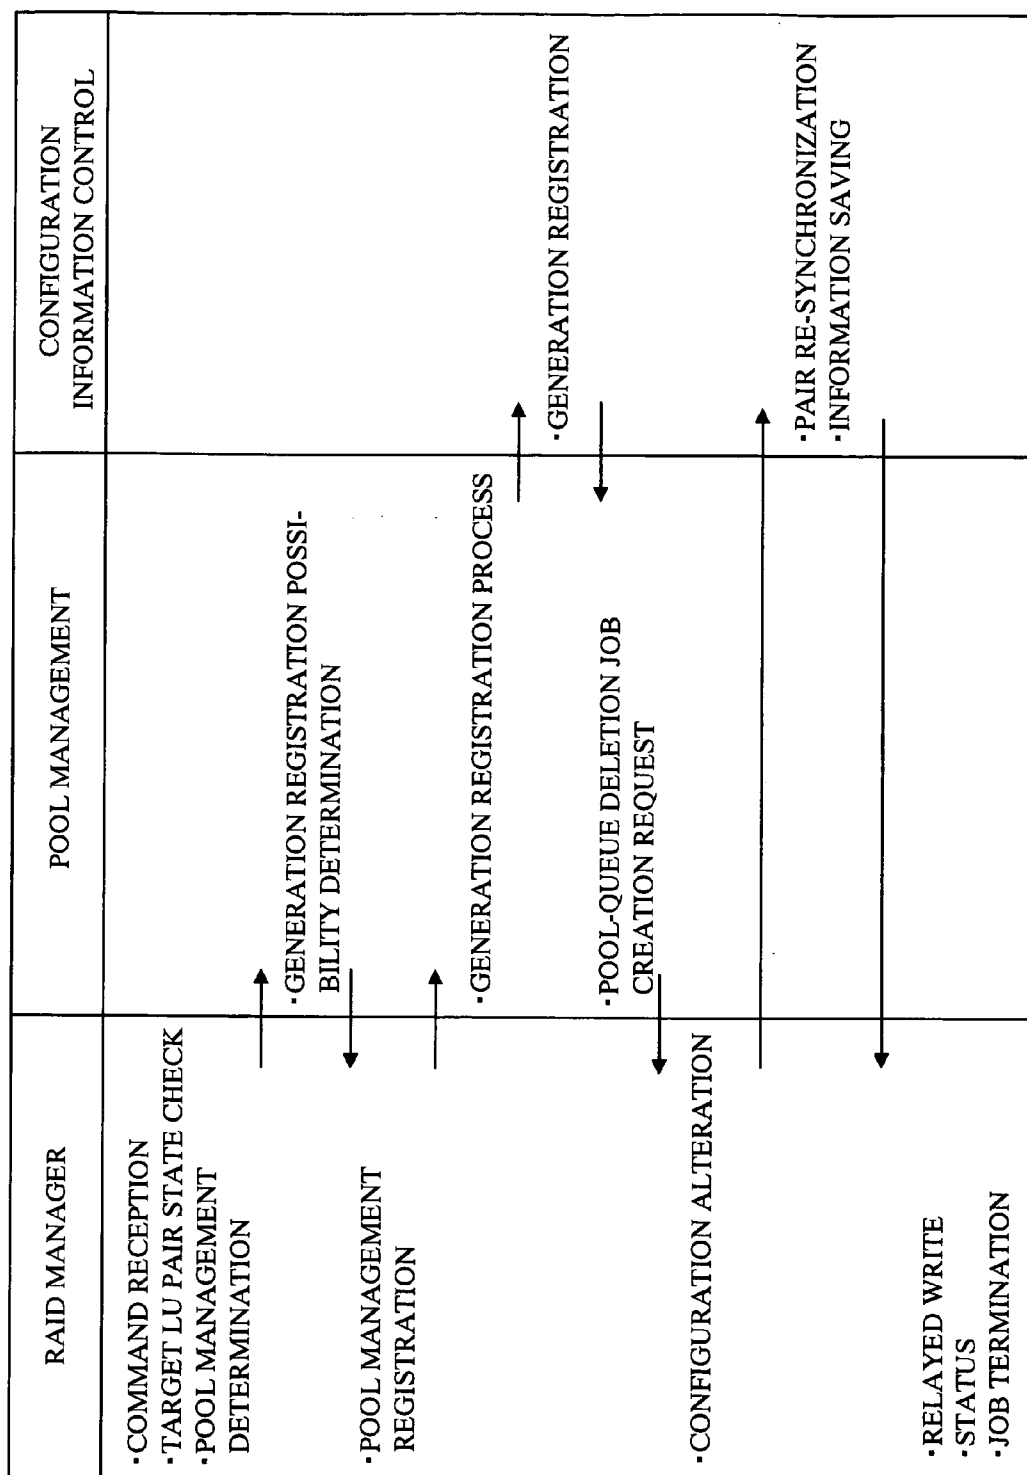 RAID MANAGER
POOL MANAGEMENT
CONFIGURATION
INFORMATION CONTROL
·COMMAND RECEPTION
·TARGET LU PAIR STATE CHECK
·POOL MANAGEMENT
DETERMINATION
·GENERATION REGISTRATION POSSI-
BILITY DETERMINATION
·POOL MANAGEMENT
REGISTRATION
·GENERATION REGISTRATION PROCESS
·GENERATION REGISTRATION
·POOL-QUEUE DELETION JOB
CREATION REQUEST
·CONFIGURATION ALTERATION
·PAIR RE-SYNCHRONIZATION
·INFORMATION SAVING
·RELAYED WRITE
STATUS
·JOB TERMINATION